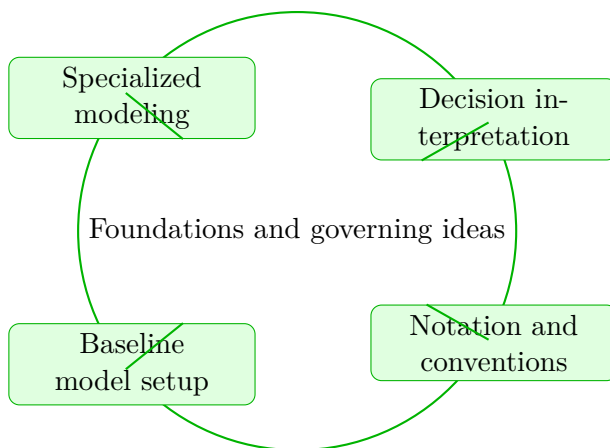 Specialized
modeling
Decision in-
terpretation
Foundations and governing ideas
Baseline
model setup
Notation and
conventions